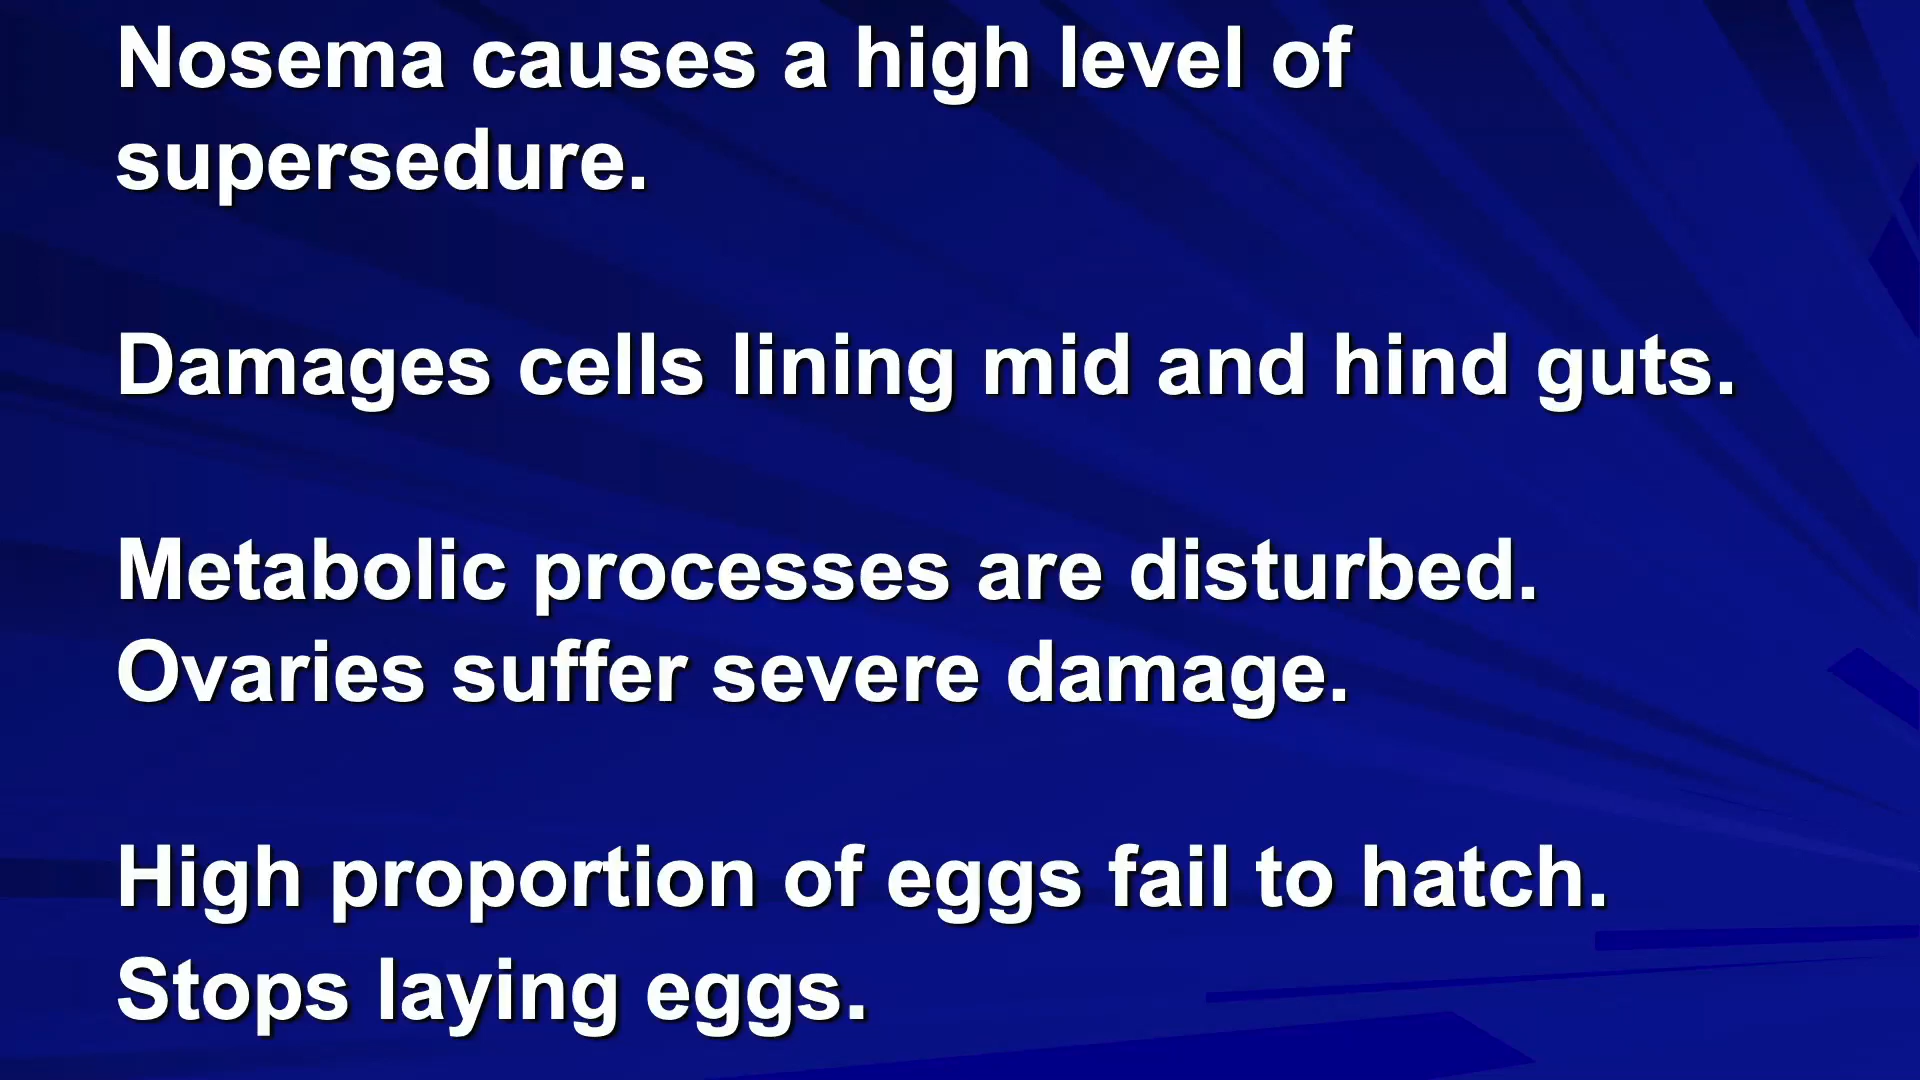 Nosema causes a high level of
supersedure.
Damages cells lining mid and hind guts.
Metabolic processes are disturbed.
Ovaries suffer severe damage.
High proportion of eggs fail to hatch.
Stops laying eggs.